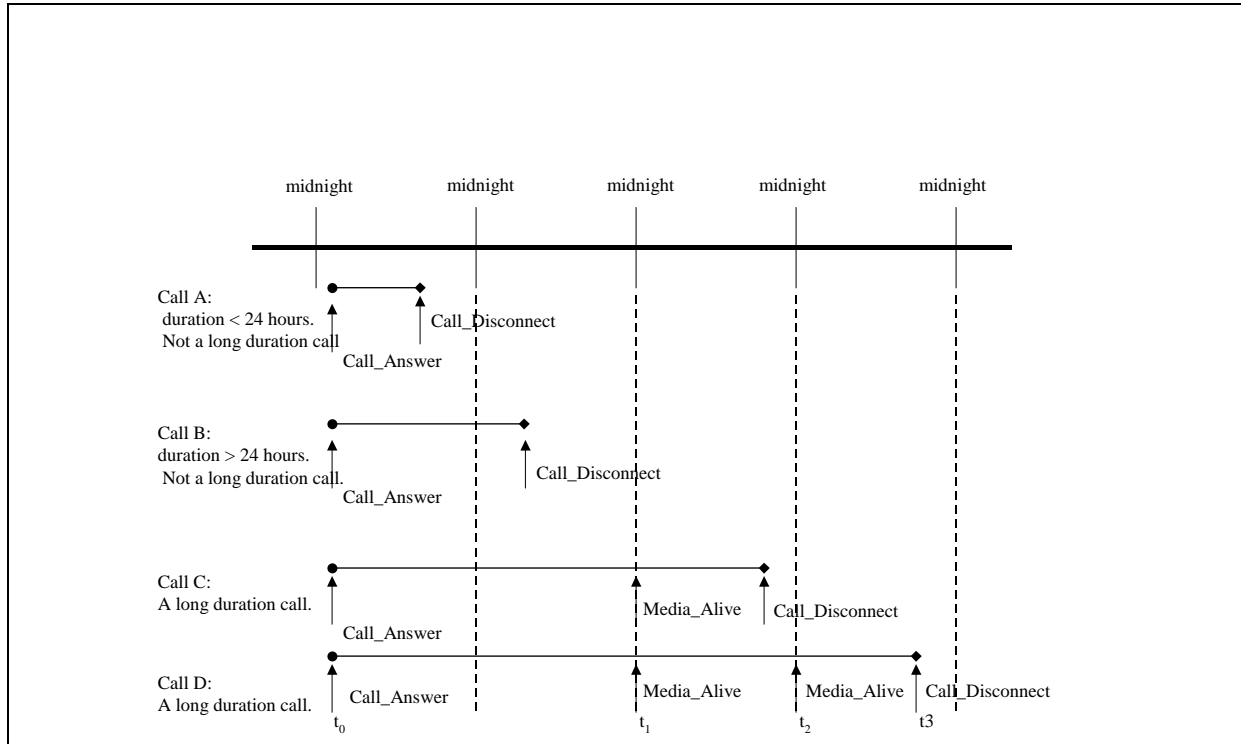 midnight midnight midnight midnight midnight
Call A:
duration < 24 hours.
Not a long duration call
Call_Disconnect
Call_Answer
Call B:
duration > 24 hours.
Not a long duration call.
Call_Disconnect
Call_Answer
Call C:
A long duration call.
Media_Alive
Call_Disconnect
Call_Answer
Call D:
A long duration call.
Call_Answer
Media_Alive
Media_Alive
Call_Disconnect
t0 t1 t2 t3